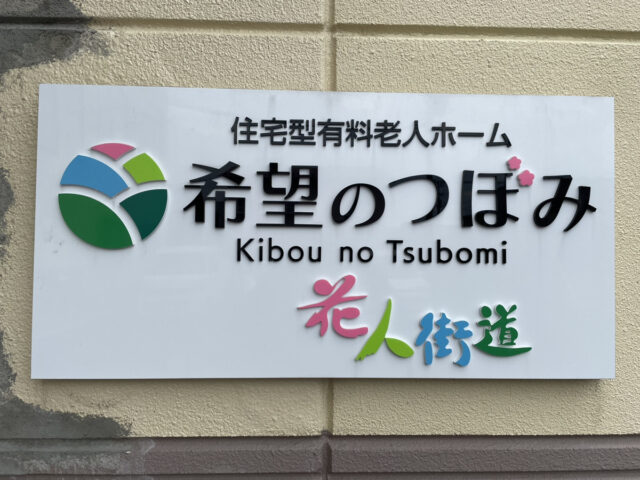 住宅型有料老人ホーム
希望のつぼみ
Kibou no Tsubomi
花人街道